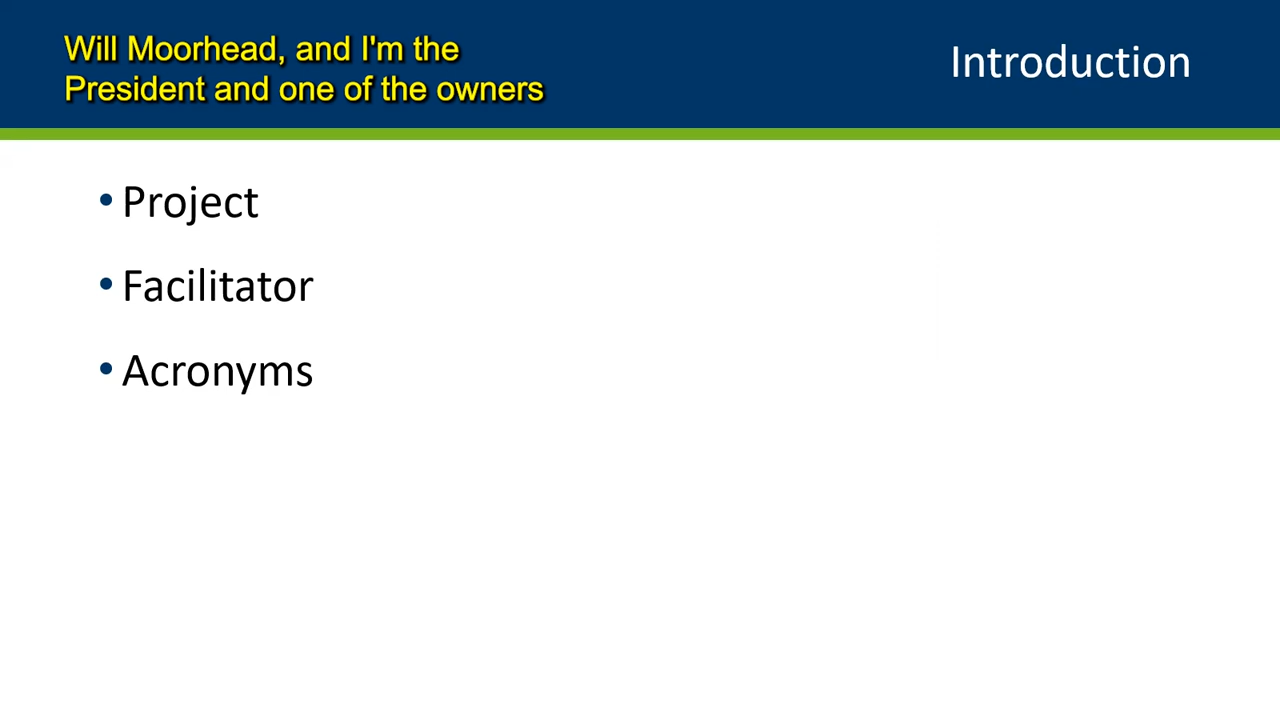 Will Moorhead, and I'm the
President and one of the owners
Introduction
• Project
• Facilitator
• Acronyms